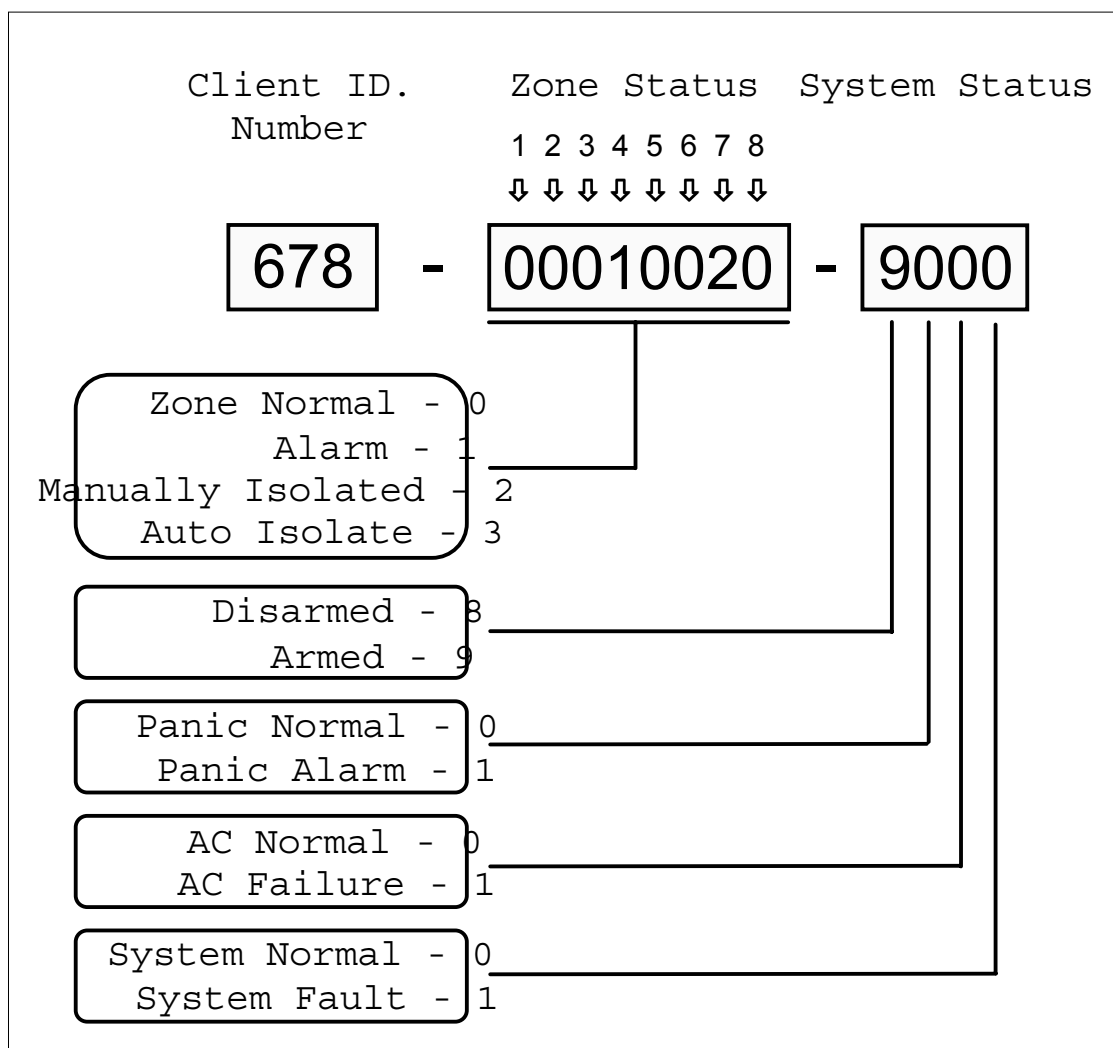 Client ID. Number
Zone Status
System Status
1 2 3 4 5 6 7 8
678 - 00010020 - 9000
Zone Normal - 0
Alarm - 1
Manually Isolated - 2
Auto Isolate - 3
Disarmed - 8
Armed - 9
Panic Normal - 0
Panic Alarm - 1
AC Normal - 0
AC Failure - 1
System Normal - 0
System Fault - 1